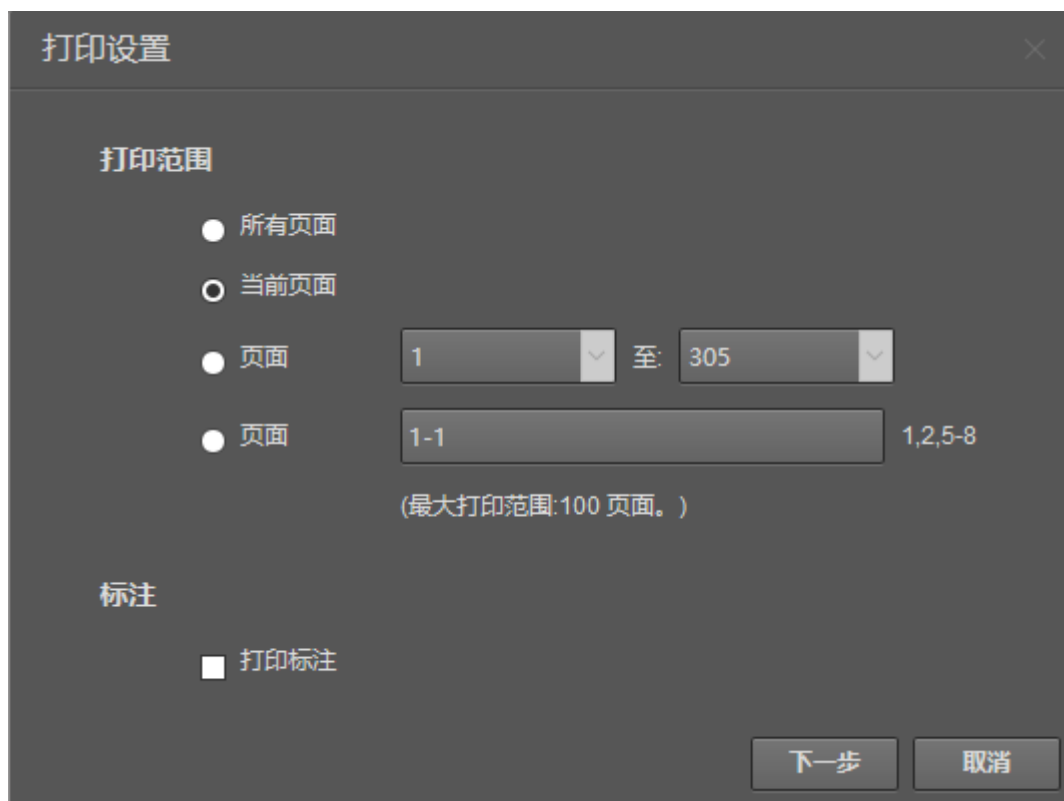 打印设置
打印范围
所有页面
当前页面
页面 1 至: 305
页面 1-1 1,2,5-8
(最大打印范围:100 页面。)
标注
打印标注
下一步 取消